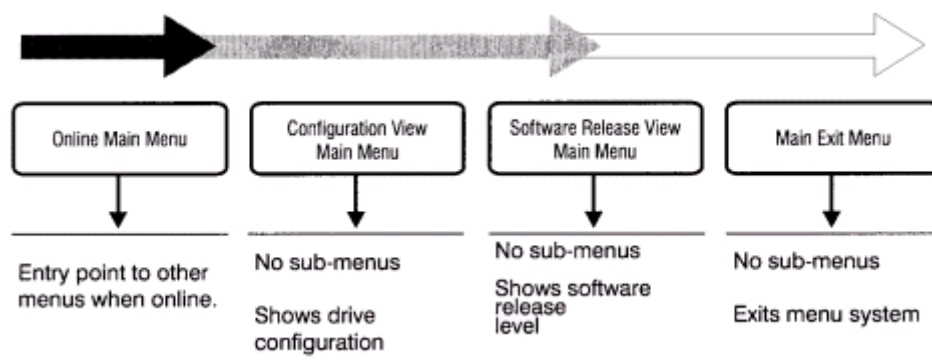 Online Main Menu
Configuration View
Main Menu
Software Release View
Main Menu
Main Exit Menu
Entry point to other
menus when online.
No sub-menus
Shows drive
configuration
No sub-menus
Shows software
release
level
No sub-menus
Exits menu system